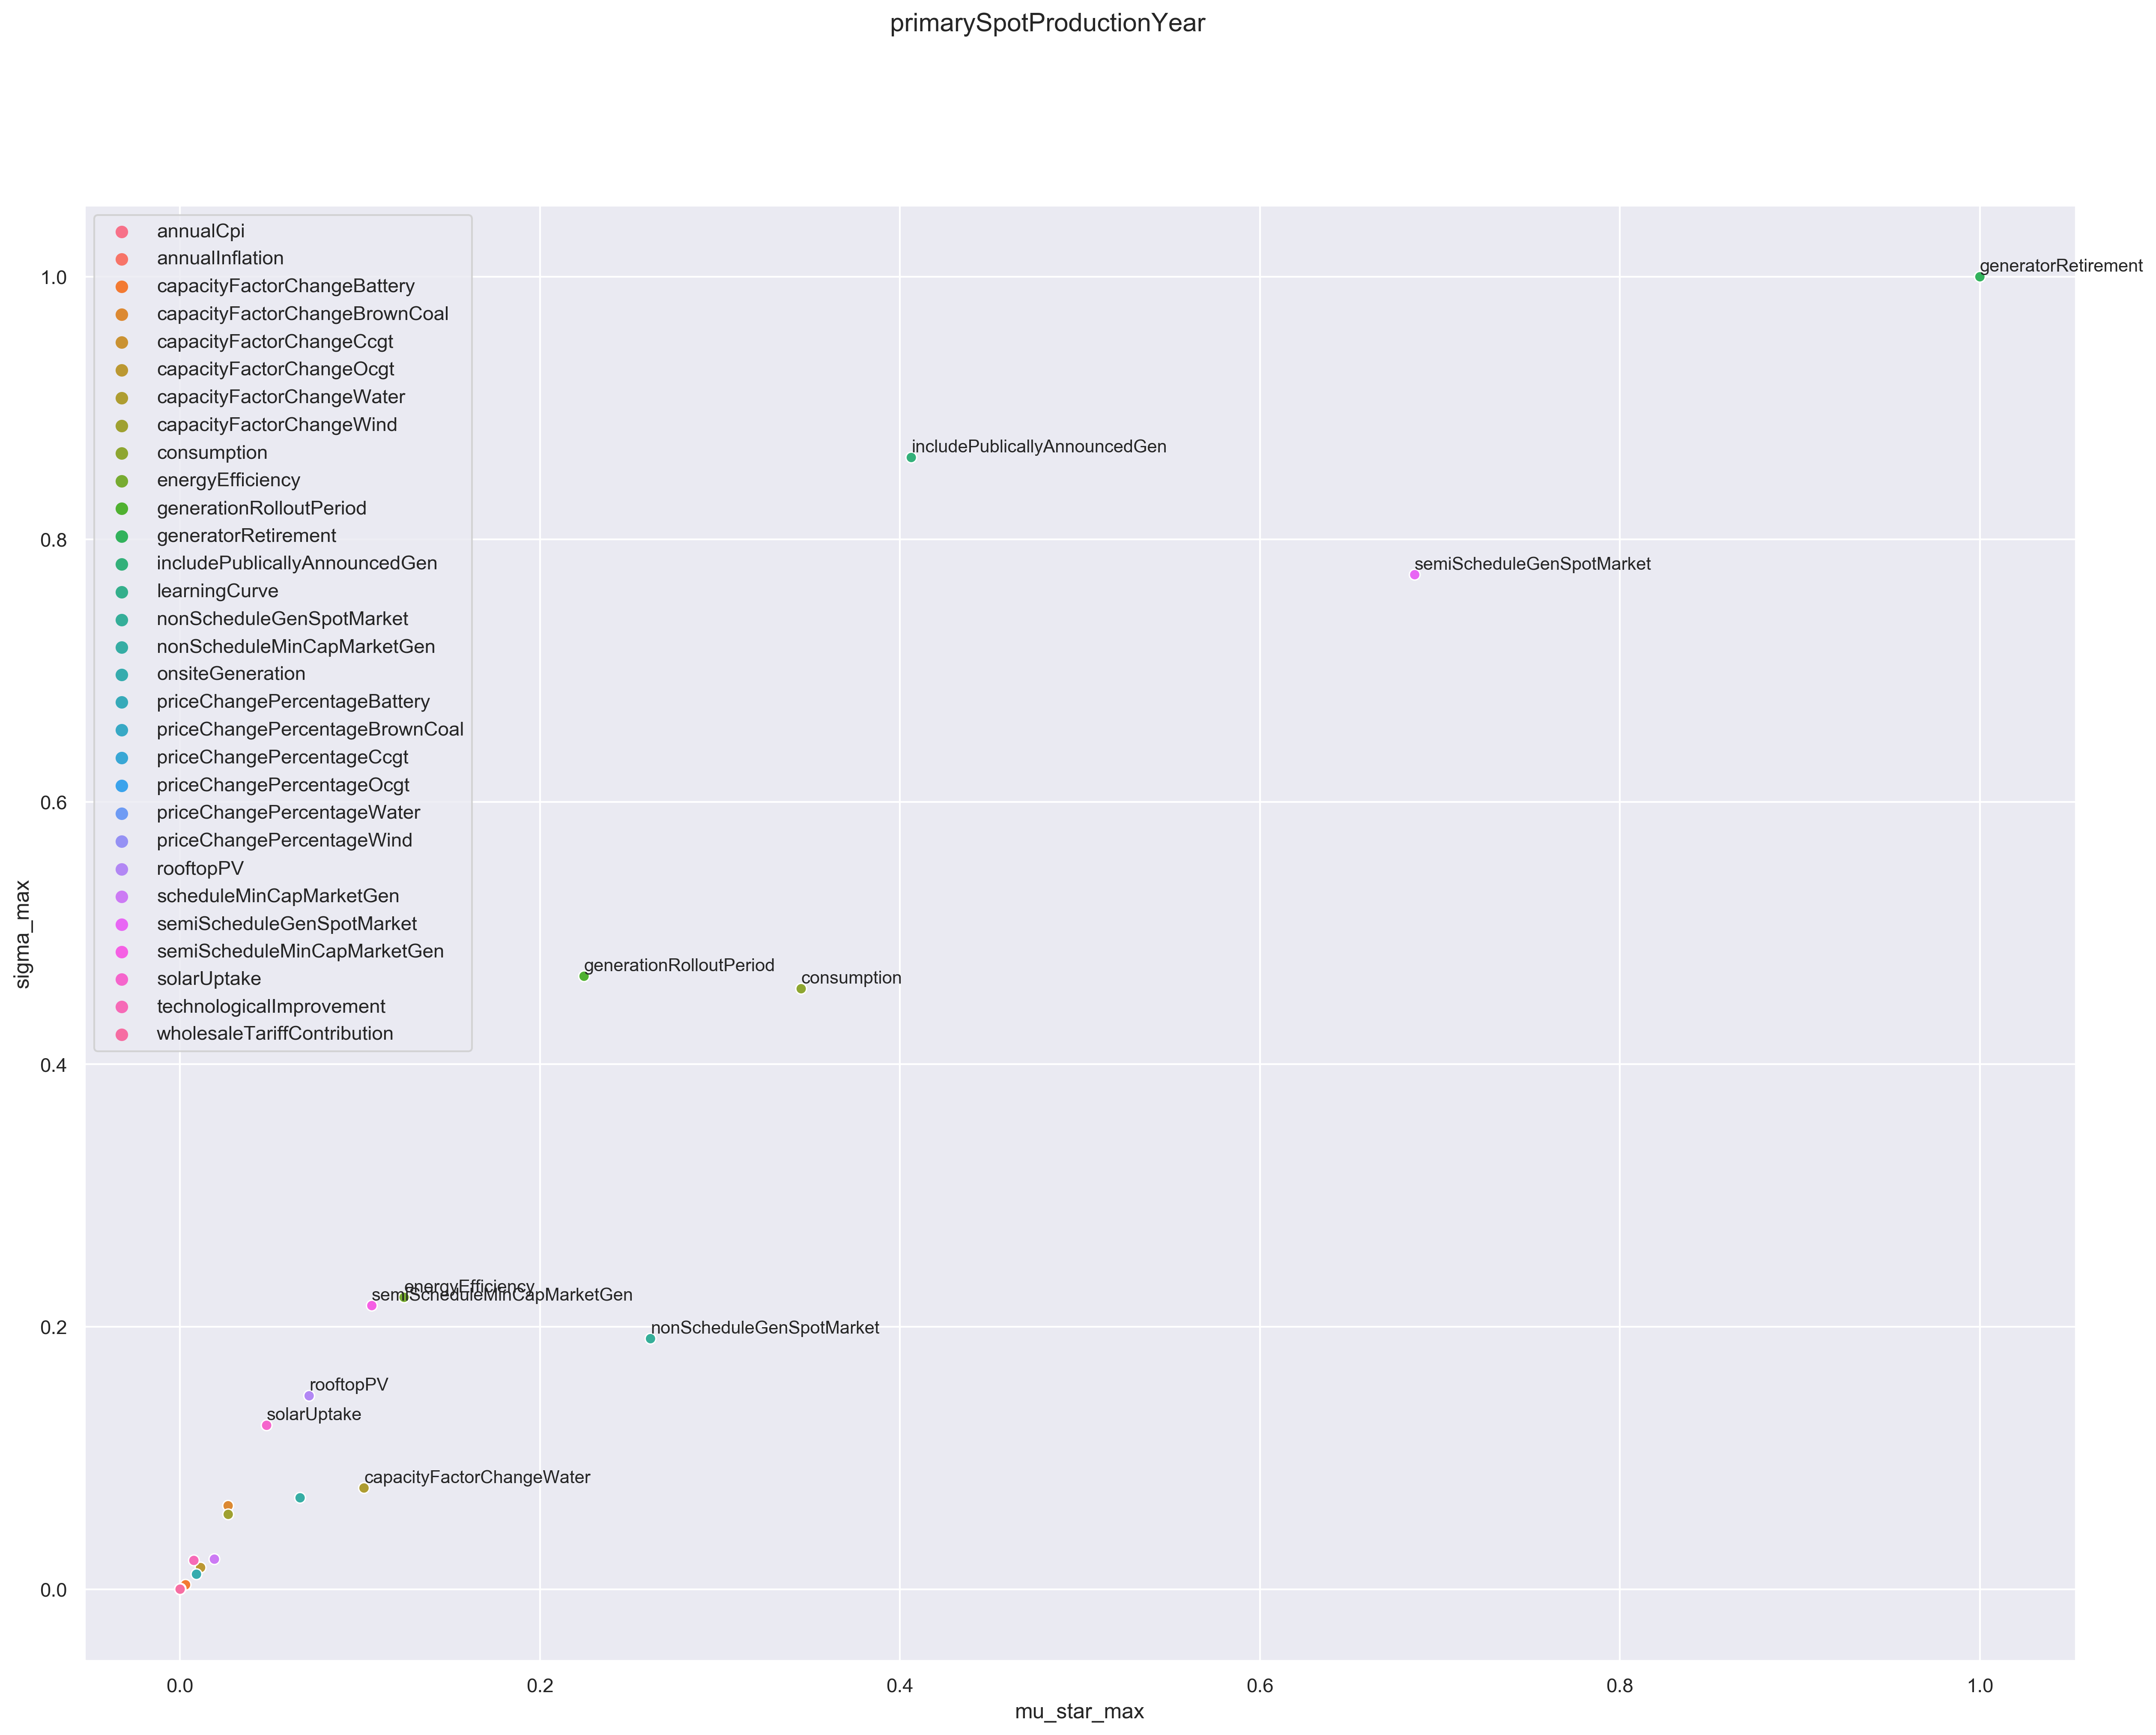 primarySpotProductionYear
annualCpi
annualInflation
capacityFactorChangeBattery
capacityFactorChangeBrownCoal
capacityFactorChangeCcgt
capacityFactorChangeOcgt
capacityFactorChangeWater
capacityFactorChangeWind
consumption
energyEfficiency
generationRolloutPeriod
generatorRetirement
includePublicallyAnnouncedGen
learningCurve
nonScheduleGenSpotMarket
nonScheduleMinCapMarketGen
onsiteGeneration
priceChangePercentageBattery
priceChangePercentageBrownCoal
priceChangePercentageCcgt
priceChangePercentageOcgt
priceChangePercentageWater
priceChangePercentageWind
rooftopPV
scheduleMinCapMarketGen
semiScheduleGenSpotMarket
semiScheduleMinCapMarketGen
solarUptake
technologicalImprovement
wholesaleTariffContribution
generatorRetirement
includePublicallyAnnouncedGen
semiScheduleGenSpotMarket
generationRolloutPeriod
consumption
energyEfficiency
semiScheduleMinCapMarketGen
nonScheduleGenSpotMarket
rooftopPV
solarUptake
capacityFactorChangeWater
sigma_max
1.0
0.8
0.6
0.4
0.2
0.0
0.0 0.2 0.4 0.6 0.8 1.0
mu_star_max